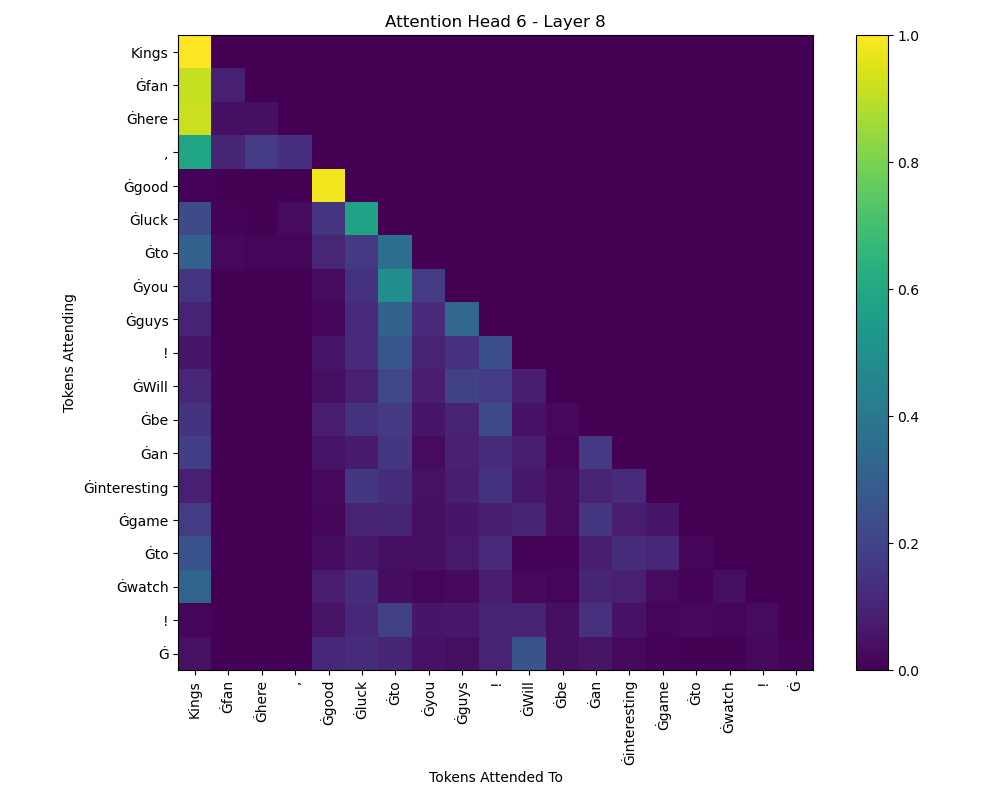 Attention Head 6 - Layer 8
Kings
Ġfan
Ġhere
,
Ġgood
Ġluck
Ġto
Ġyou
Ġguys
!
ĠWill
Ġbe
Ġan
Ġinteresting
Ġgame
Ġto
Ġwatch
!
Ġ
Tokens Attending
Kings
Ġfan
Ġhere
,
Ġgood
Ġluck
Ġto
Ġyou
Ġguys
!
ĠWill
Ġbe
Ġan
Ġinteresting
Ġgame
Ġto
Ġwatch
!
Ġ
Tokens Attended To
1.0
0.8
0.6
0.4
0.2
0.0